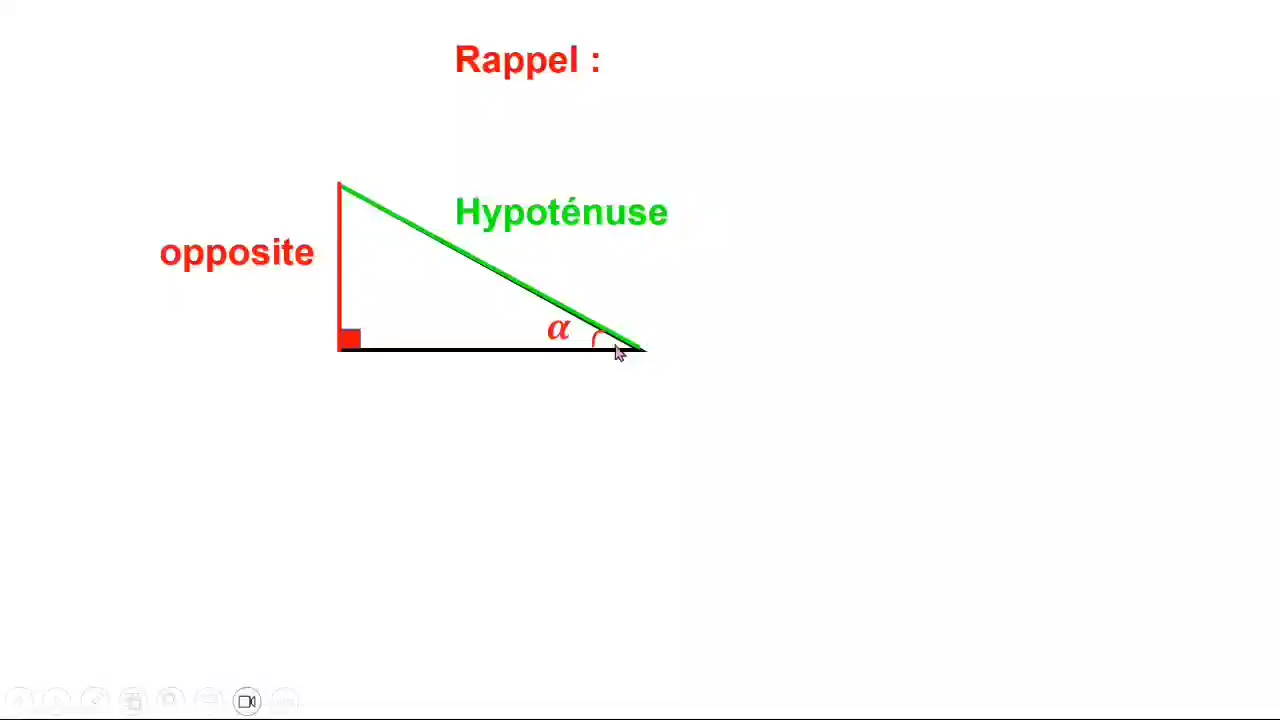 Rappel :
Hypoténuse
opposite
α